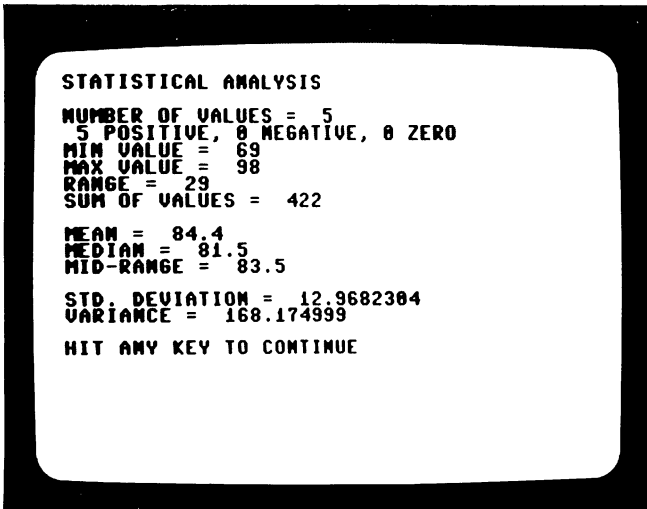 STATISTICAL ANALYSIS
NUMBER OF VALUES = 5
5 POSITIVE, 0 NEGATIVE, 0 ZERO
MIN VALUE = 69
MAX VALUE = 98
RANGE = 29
SUM OF VALUES = 422
MEAN = 84.4
MEDIAN = 81.5
MID-RANGE = 83.5
STD. DEVIATION = 12.9682304
VARIANCE = 168.174999
HIT ANY KEY TO CONTINUE